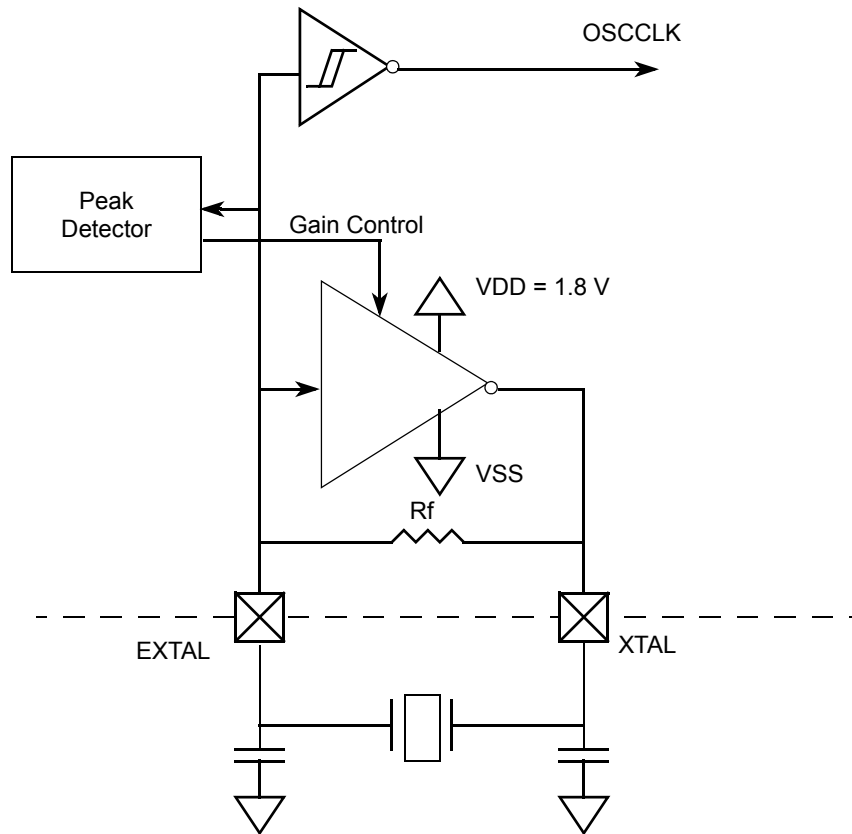 OSCCLK
Peak
Detector
Gain Control
VDD = 1.8 V
VSS
Rf
EXTAL
XTAL